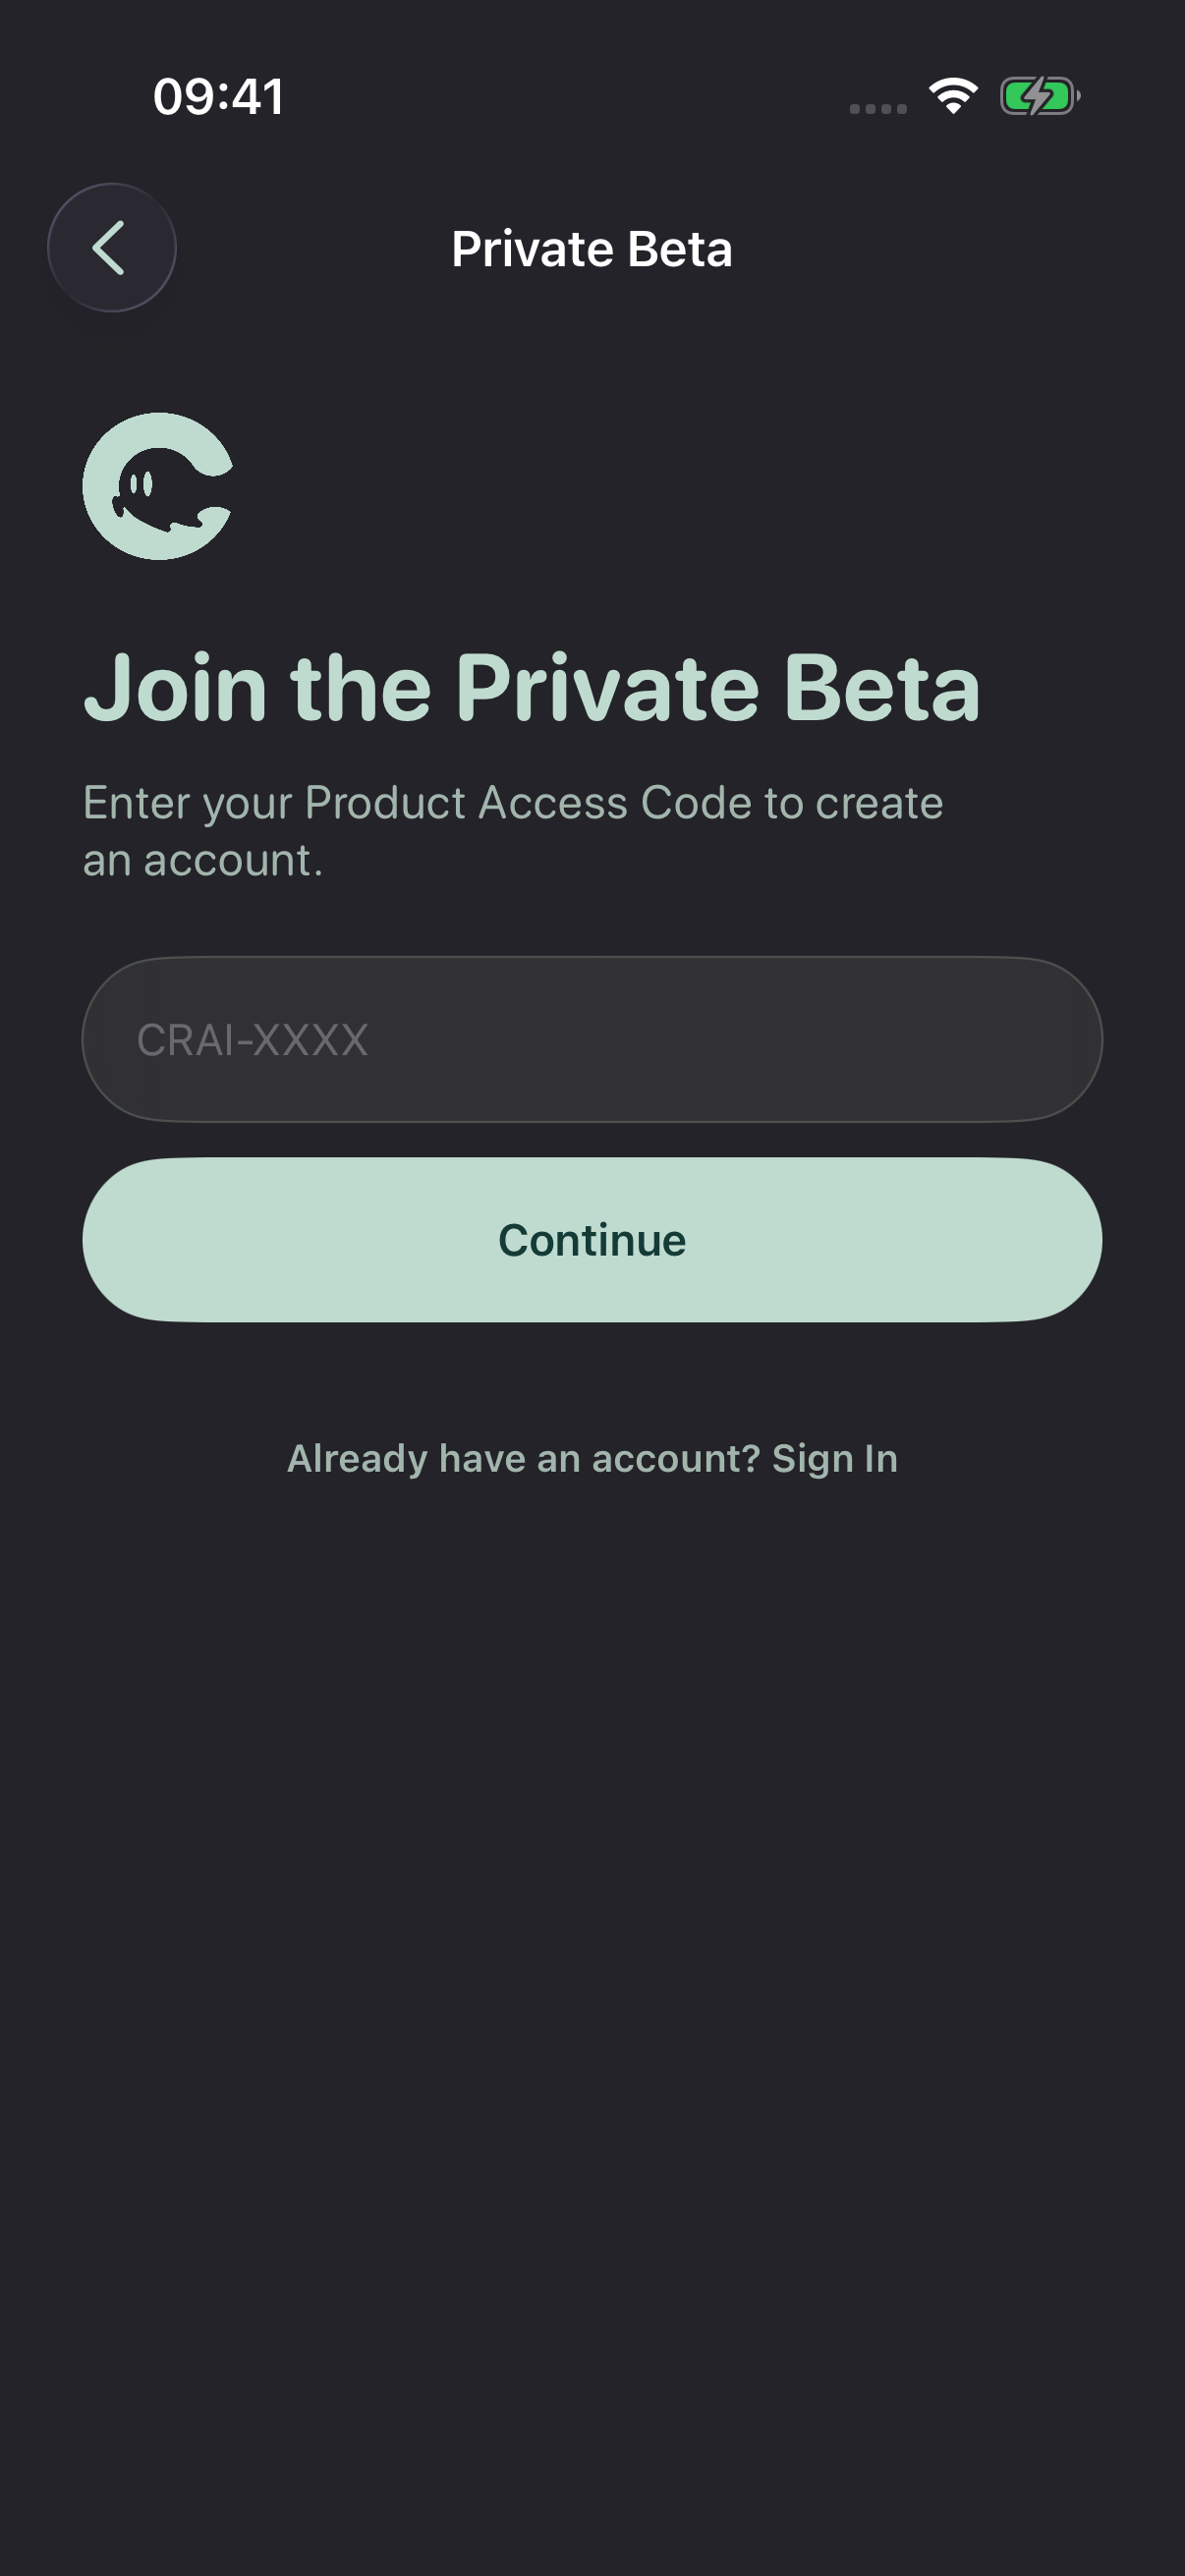 09:41
Private Beta
Join the Private Beta
Enter your Product Access Code to create
an account.
CRAI-XXXX
Continue
Already have an account? Sign In